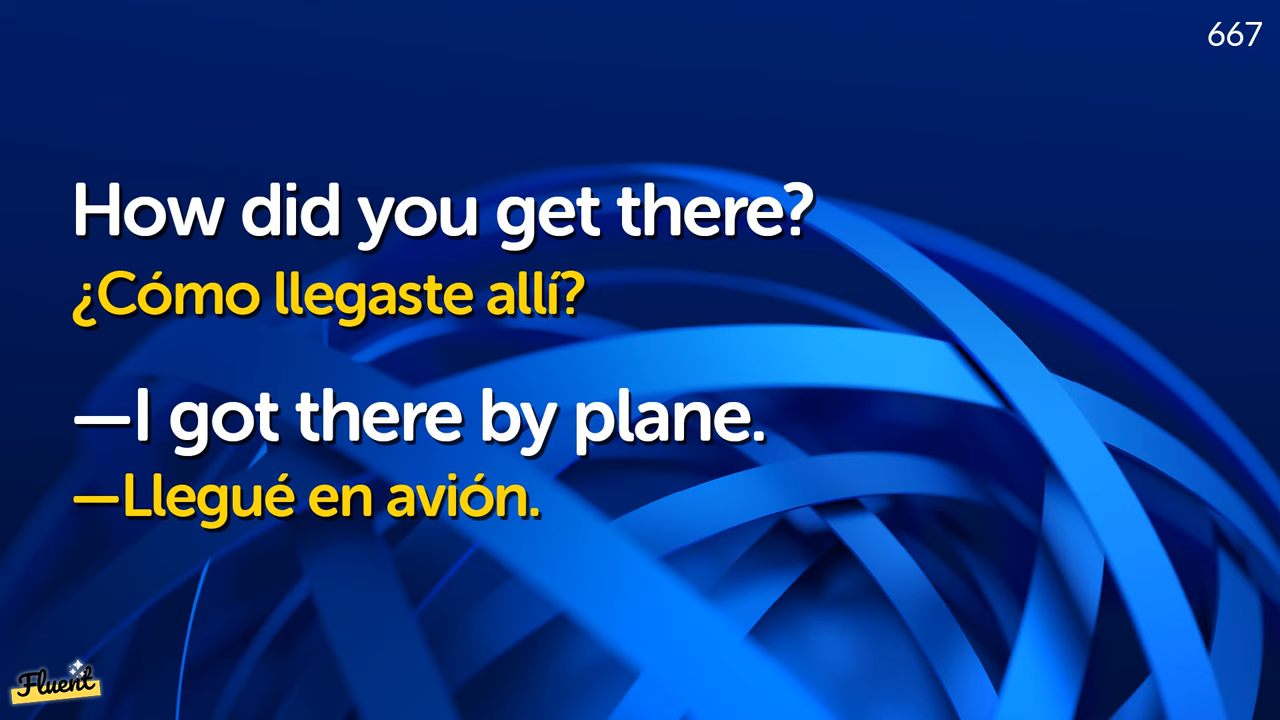 667
How did you get there?
¿Cómo llegaste allí?
—I got there by plane.
—Llegué en avión.
Fluent